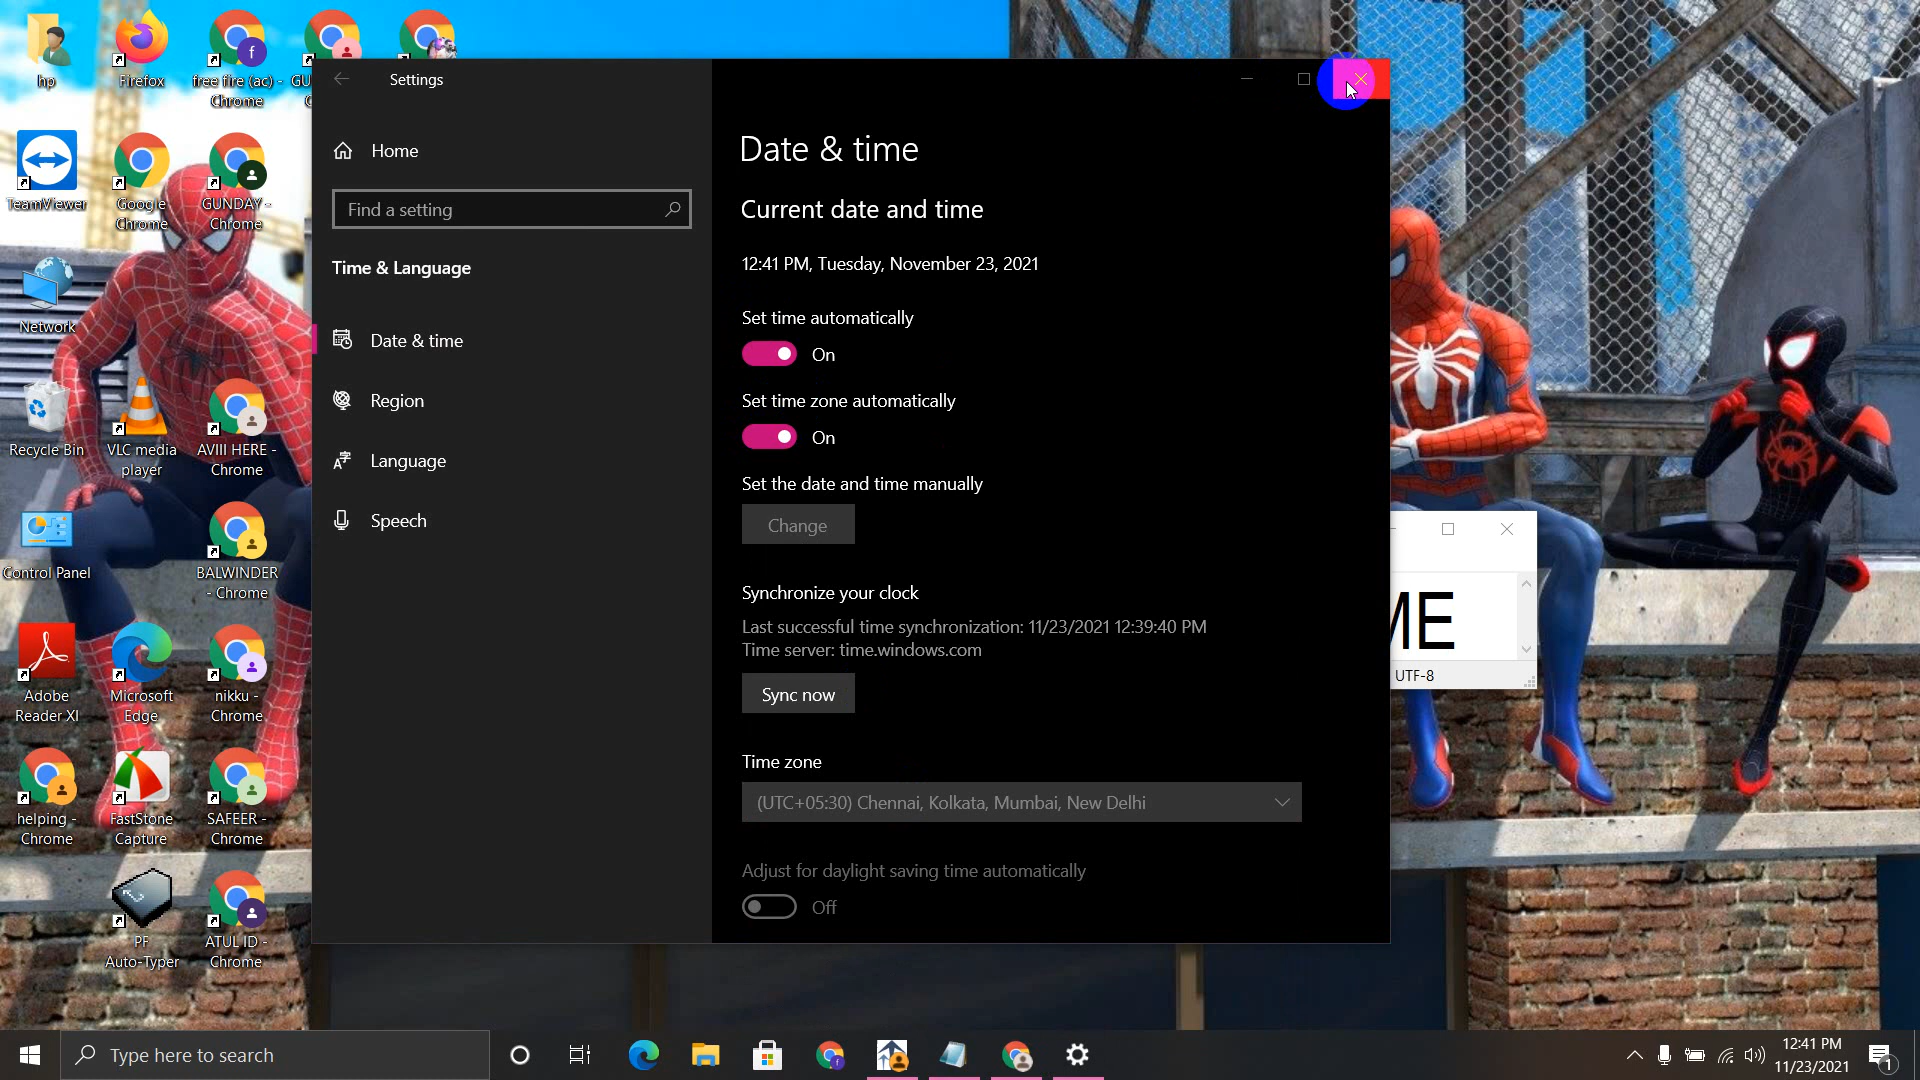 hp
Firefox
free fire (ac) -
Chrome
TeamViewer
Google
Chrome
GUNDAY -
Chrome
Network
Recycle Bin
VLC media
player
AVIII HERE -
Chrome
Control Panel
BALWINDER
- Chrome
Adobe
Reader XI
Microsoft
Edge
nikku -
Chrome
helping -
Chrome
FastStone
Capture
SAFEER -
Chrome
PF
Auto-Typer
ATUL ID -
Chrome
Settings
Home
Find a setting
Time & Language
Date & time
Region
Language
Speech
Date & time
Current date and time
12:41 PM, Tuesday, November 23, 2021
Set time automatically
On
Set time zone automatically
On
Set the date and time manually
Change
Synchronize your clock
Last successful time synchronization: 11/23/2021 12:39:40 PM
Time server: time.windows.com
Sync now
Time zone
(UTC+05:30) Chennai, Kolkata, Mumbai, New Delhi
Adjust for daylight saving time automatically
Off
ME
UTF-8
Type here to search
12:41 PM
11/23/2021
1